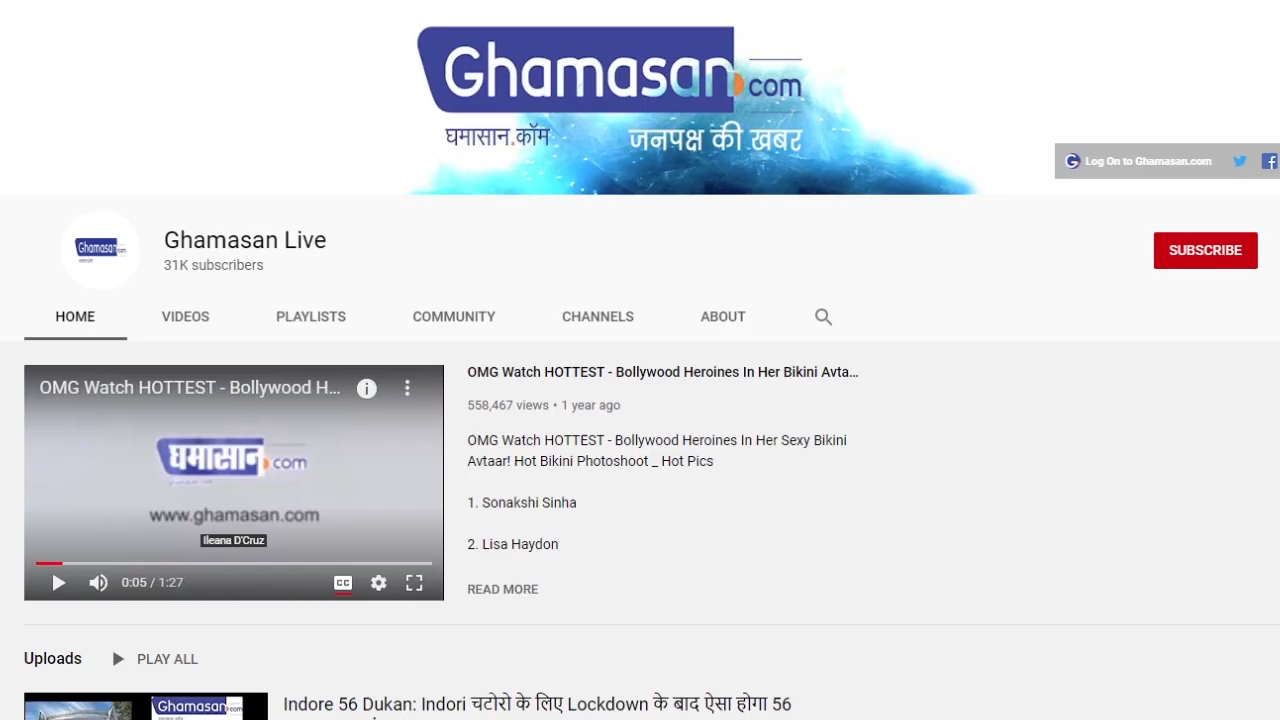 Ghamasan.com
घमासान.कॉम
जनपक्ष की खबर
Log On to Ghamasan.com
Ghamasan Live
31K subscribers
SUBSCRIBE
HOME
VIDEOS
PLAYLISTS
COMMUNITY
CHANNELS
ABOUT
OMG Watch HOTTEST - Bollywood H...
घमासान.com
www.ghamasan.com
Ileana D'Cruz
0:05 / 1:27
CC
OMG Watch HOTTEST - Bollywood Heroines In Her Bikini Avta...
558,467 views • 1 year ago
OMG Watch HOTTEST - Bollywood Heroines In Her Sexy Bikini
Avtaar! Hot Bikini Photoshoot _ Hot Pics
1. Sonakshi Sinha
2. Lisa Haydon
READ MORE
Uploads
PLAY ALL
Ghamasan.com
Indore 56 Dukan: Indori चटोरो के लिए Lockdown के बाद ऐसा होगा 56